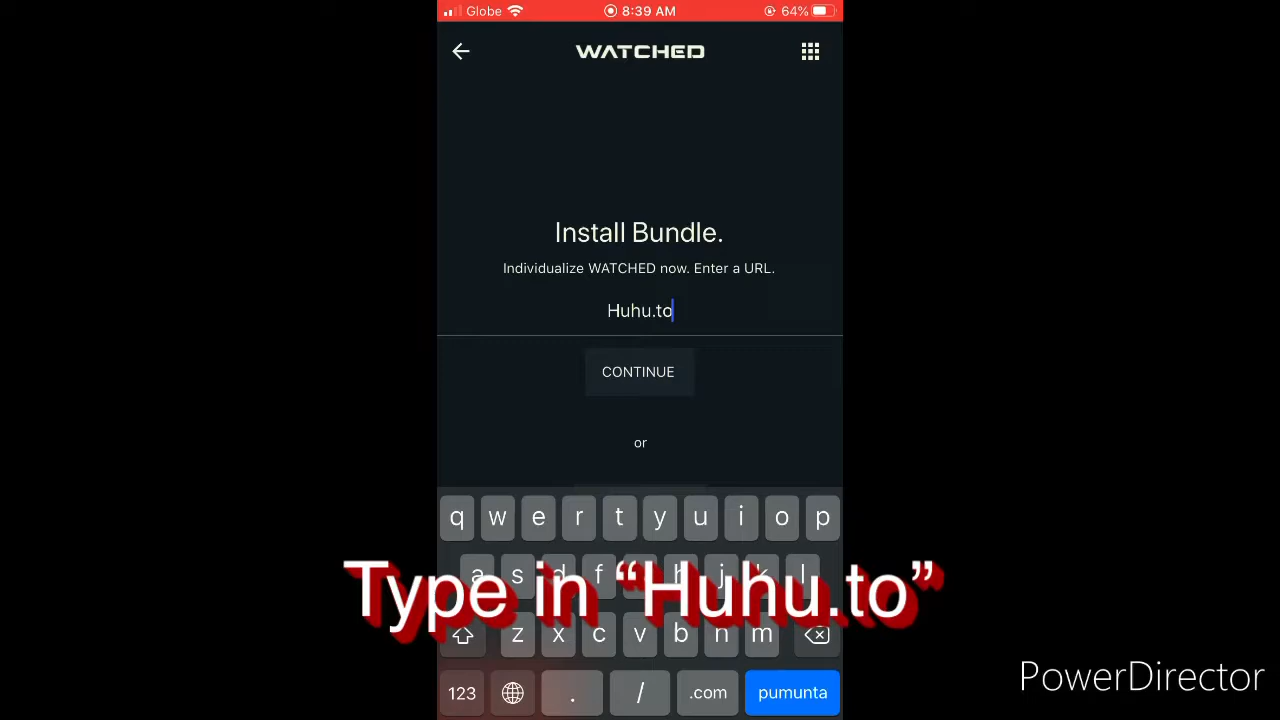 Globe 8:39 AM 64%
WATCHED
Install Bundle.
Individualize WATCHED now. Enter a URL.
Huhu.to
CONTINUE
or
q w e r t y u i o p
a s d f h j k l
Type in “Huhu.to”
z x c v b n m
123 . / .com pumunta
PowerDirector